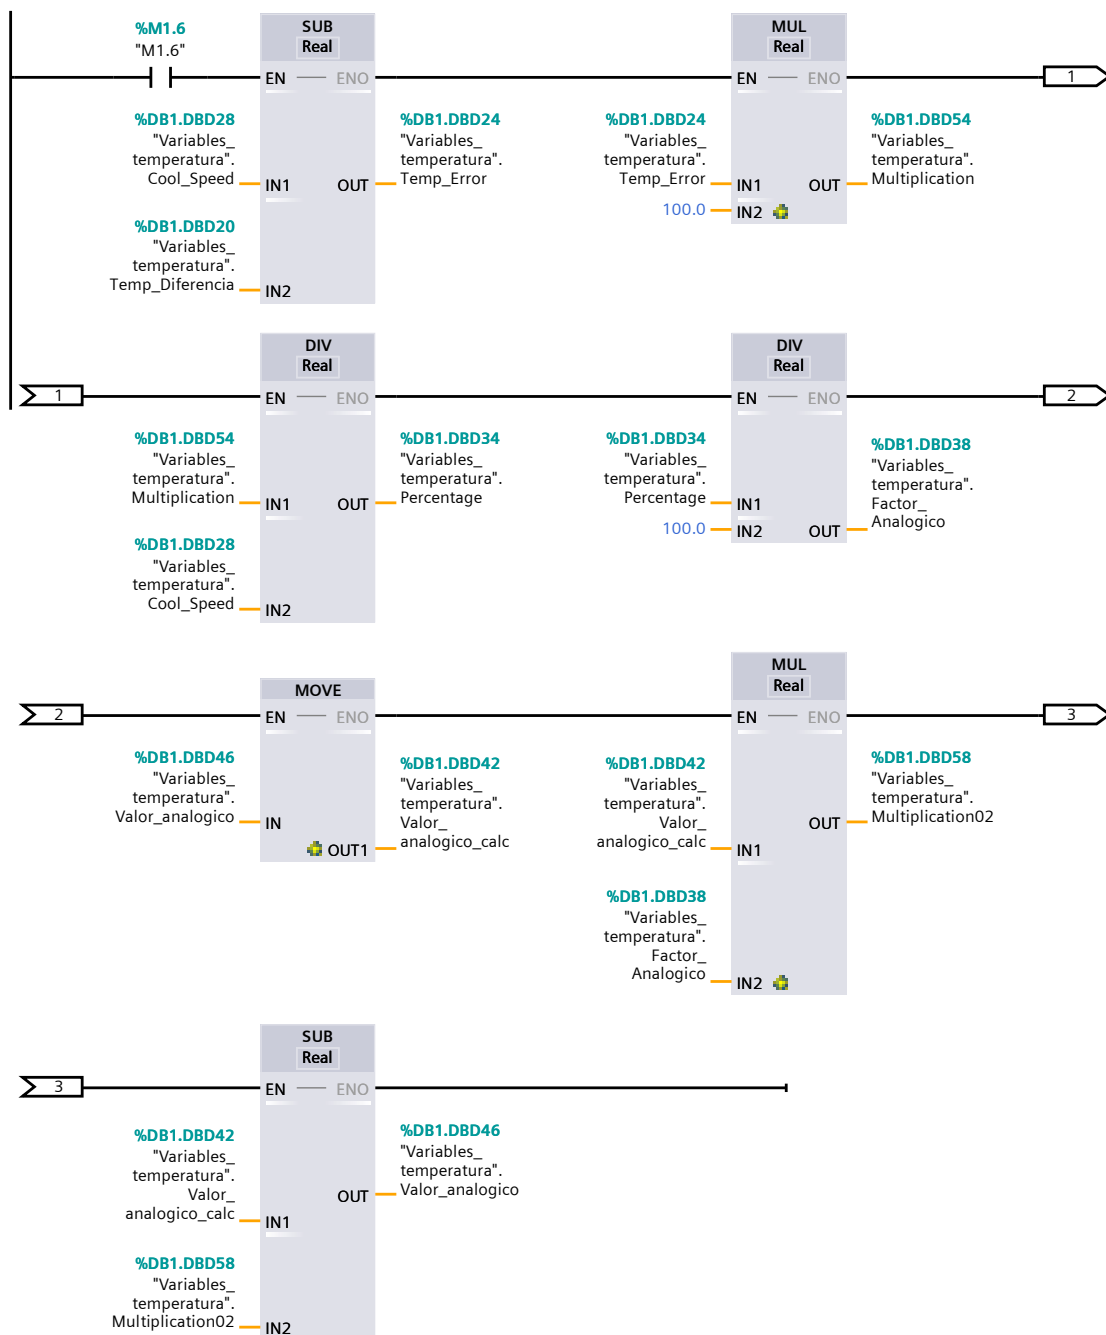 %M1.6
"M1.6"
SUB
Real
EN
ENO
%DB1.DBD28
"Variables_
temperatura".
Cool_Speed
IN1
%DB1.DBD20
"Variables_
temperatura".
Temp_Diferencia
IN2
OUT
%DB1.DBD24
"Variables_
temperatura".
Temp_Error
MUL
Real
EN
ENO
%DB1.DBD24
"Variables_
temperatura".
Temp_Error
IN1
100.0
IN2
OUT
%DB1.DBD54
"Variables_
temperatura".
Multiplication
1
1
DIV
Real
EN
ENO
%DB1.DBD54
"Variables_
temperatura".
Multiplication
IN1
%DB1.DBD28
"Variables_
temperatura".
Cool_Speed
IN2
OUT
%DB1.DBD34
"Variables_
temperatura".
Percentage
DIV
Real
EN
ENO
%DB1.DBD34
"Variables_
temperatura".
Percentage
IN1
100.0
IN2
OUT
%DB1.DBD38
"Variables_
temperatura".
Factor_
Analogico
2
2
MOVE
EN
ENO
%DB1.DBD46
"Variables_
temperatura".
Valor_analogico
IN
OUT1
%DB1.DBD42
"Variables_
temperatura".
Valor_
analogico_calc
MUL
Real
EN
ENO
%DB1.DBD42
"Variables_
temperatura".
Valor_
analogico_calc
IN1
%DB1.DBD38
"Variables_
temperatura".
Factor_
Analogico
IN2
OUT
%DB1.DBD58
"Variables_
temperatura".
Multiplication02
3
3
SUB
Real
EN
ENO
%DB1.DBD42
"Variables_
temperatura".
Valor_
analogico_calc
IN1
%DB1.DBD58
"Variables_
temperatura".
Multiplication02
IN2
OUT
%DB1.DBD46
"Variables_
temperatura".
Valor_analogico